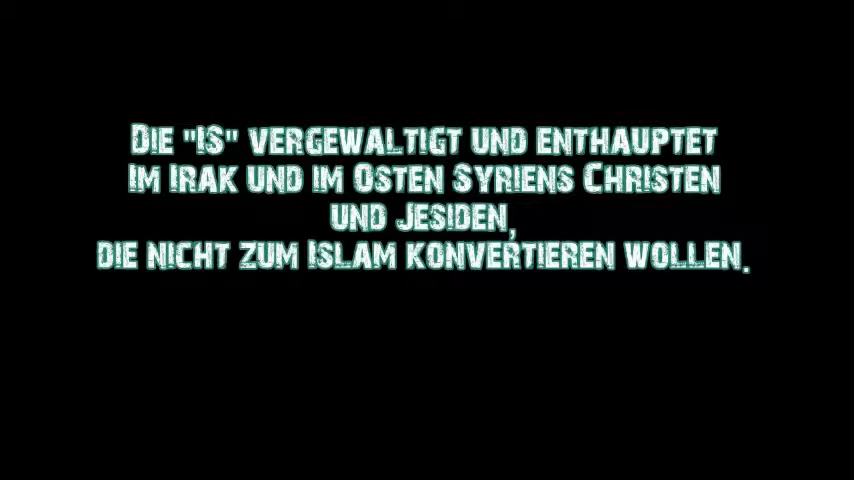 Die "IS" vergewaltigt und enthauptet
im Irak und im Osten Syriens Christen
und Jesiden,
die nicht zum Islam konvertieren wollen.